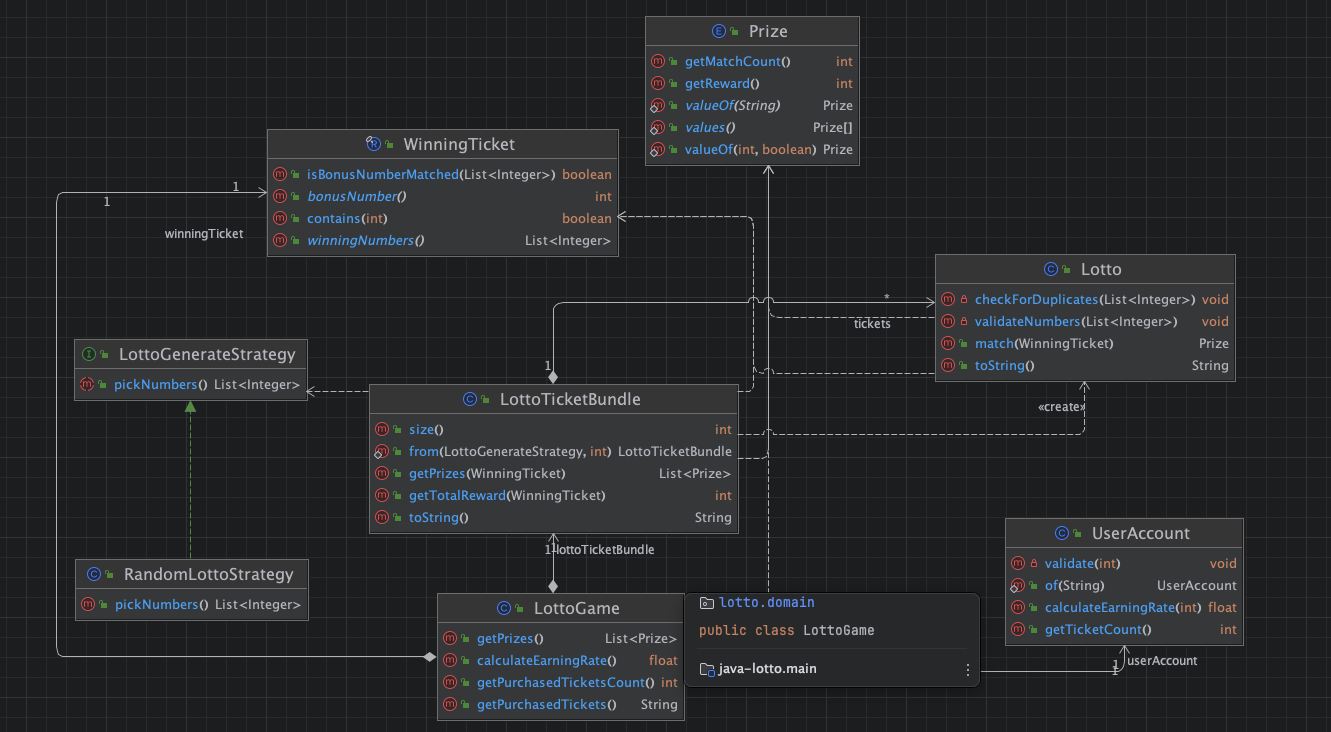 Prize
getMatchCount() int
getReward() int
valueOf(String) Prize
values() Prize[]
valueOf(int, boolean) Prize
WinningTicket
isBonusNumberMatched(List<Integer>) boolean
bonusNumber() int
contains(int) boolean
winningNumbers() List<Integer>
1
1
winningTicket
Lotto
checkForDuplicates(List<Integer>) void
validateNumbers(List<Integer>) void
match(WinningTicket) Prize
toString() String
*
tickets
1
«create»
LottoGenerateStrategy
pickNumbers() List<Integer>
LottoTicketBundle
size() int
from(LottoGenerateStrategy, int) LottoTicketBundle
getPrizes(WinningTicket) List<Prize>
getTotalReward(WinningTicket) int
toString() String
1
lottoTicketBundle
RandomLottoStrategy
pickNumbers() List<Integer>
LottoGame
getPrizes() List<Prize>
calculateEarningRate() float
getPurchasedTicketsCount() int
getPurchasedTickets() String
lotto.domain
public class LottoGame
java-lotto.main
UserAccount
validate(int) void
of(String) UserAccount
calculateEarningRate(int) float
getTicketCount() int
1
userAccount